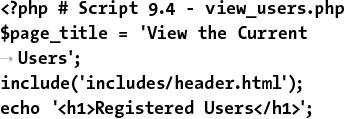 <?php # Script 9.4 - view_users.php
$page_title = 'View the Current
→ Users';
include('includes/header.html');
echo '<h1>Registered Users</h1>';